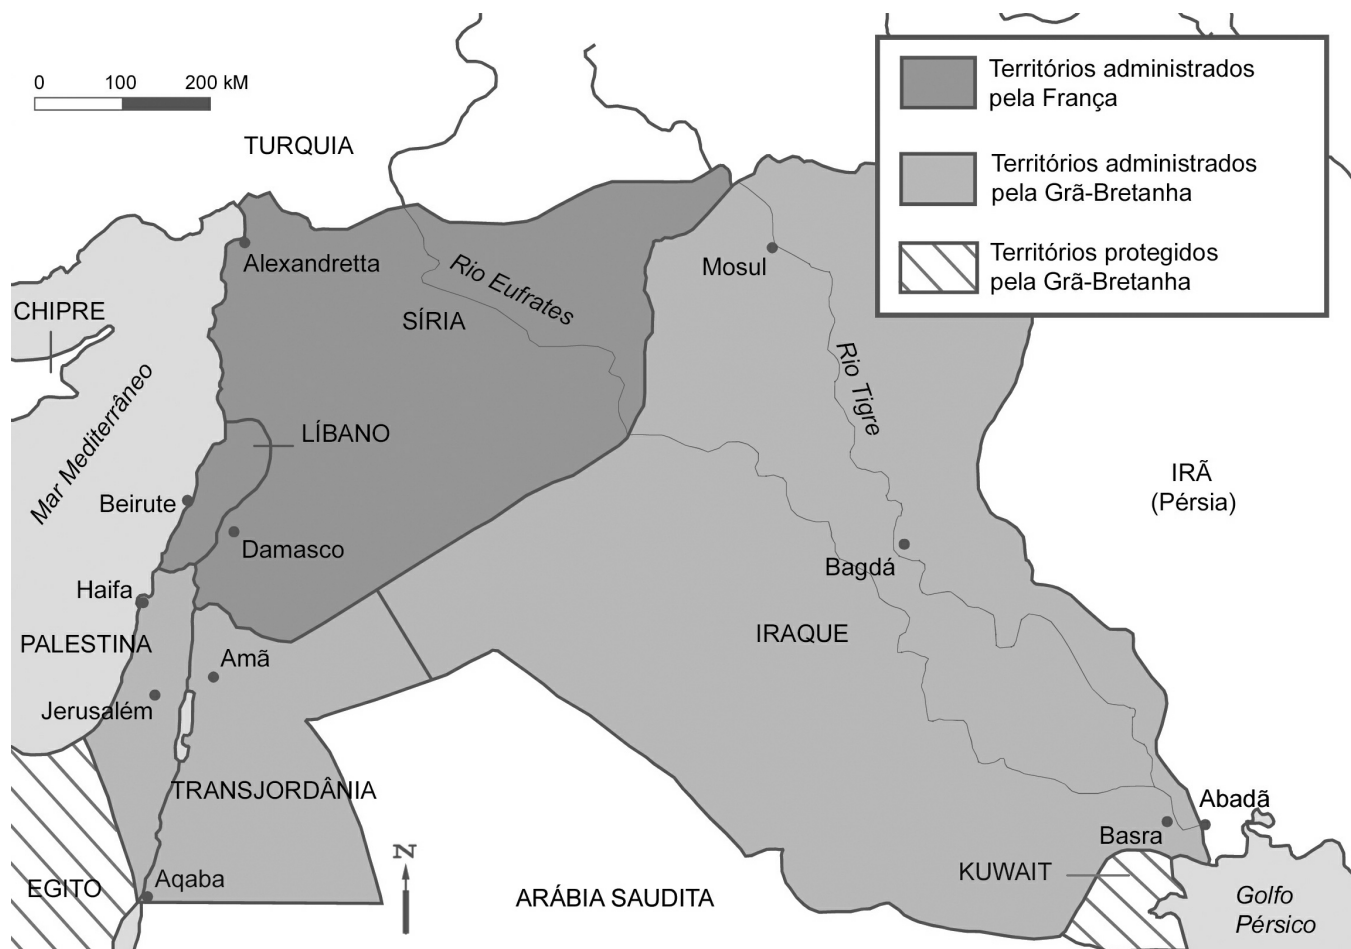 0 100 200 kM
Territórios administrados
pela França
Territórios administrados
pela Grã-Bretanha
Territórios protegidos
pela Grã-Bretanha
TURQUIA
Alexandretta
Rio Eufrates
Mosul
CHIPRE
SÍRIA
Mar Mediterrâneo
Rio Tigre
LÍBANO
IRÃ
(Pérsia)
Beirute
Damasco
Bagdá
Haifa
PALESTINA
IRAQUE
Amã
Jerusalém
TRANSJORDÂNIA
Abadã
Basra
N
EGITO
Aqaba
KUWAIT
ARÁBIA SAUDITA
Golfo
Pérsico